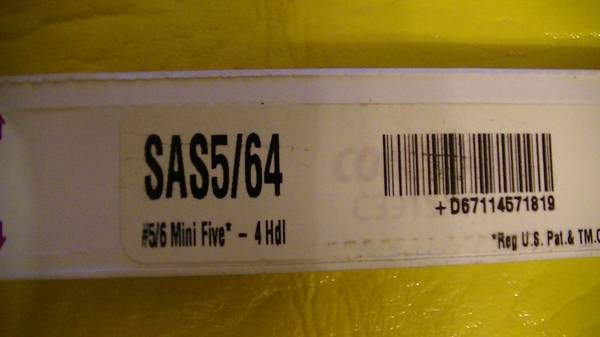 SAS5/64
+D67114571819
#5/6 Mini Five* - 4 Hdl
*Reg U.S. Pat.& TM.